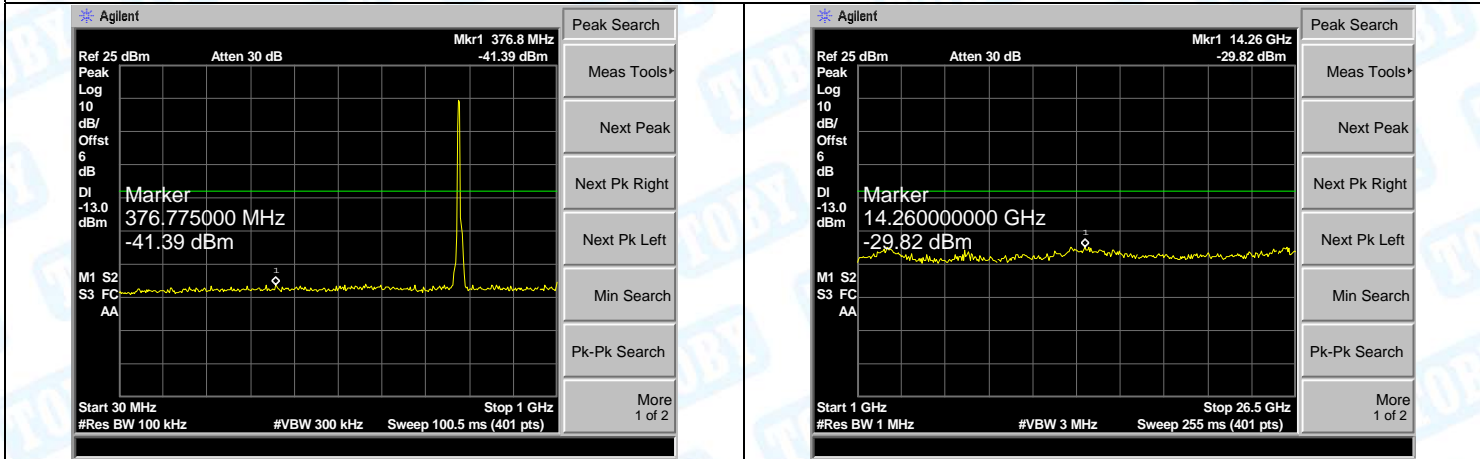 Agilent
Peak Search
Mkr1 376.8 MHz
Ref 25 dBm Atten 30 dB -41.39 dBm
Peak
Log
10
dB/
Offst
6
dB
DI
-13.0
dBm
Marker
376.775000 MHz
-41.39 dBm
1
M1 S2
S3 FC
AA
Start 30 MHz Stop 1 GHz
#Res BW 100 kHz #VBW 300 kHz Sweep 100.5 ms (401 pts)
Meas Tools
Next Peak
Next Pk Right
Next Pk Left
Min Search
Pk-Pk Search
More
1 of 2
Agilent
Peak Search
Mkr1 14.26 GHz
Ref 25 dBm Atten 30 dB -29.82 dBm
Peak
Log
10
dB/
Offst
6
dB
DI
-13.0
dBm
Marker
14.260000000 GHz
-29.82 dBm
1
M1 S2
S3 FC
AA
Start 1 GHz Stop 26.5 GHz
#Res BW 1 MHz #VBW 3 MHz Sweep 255 ms (401 pts)
Meas Tools
Next Peak
Next Pk Right
Next Pk Left
Min Search
Pk-Pk Search
More
1 of 2
TOBY